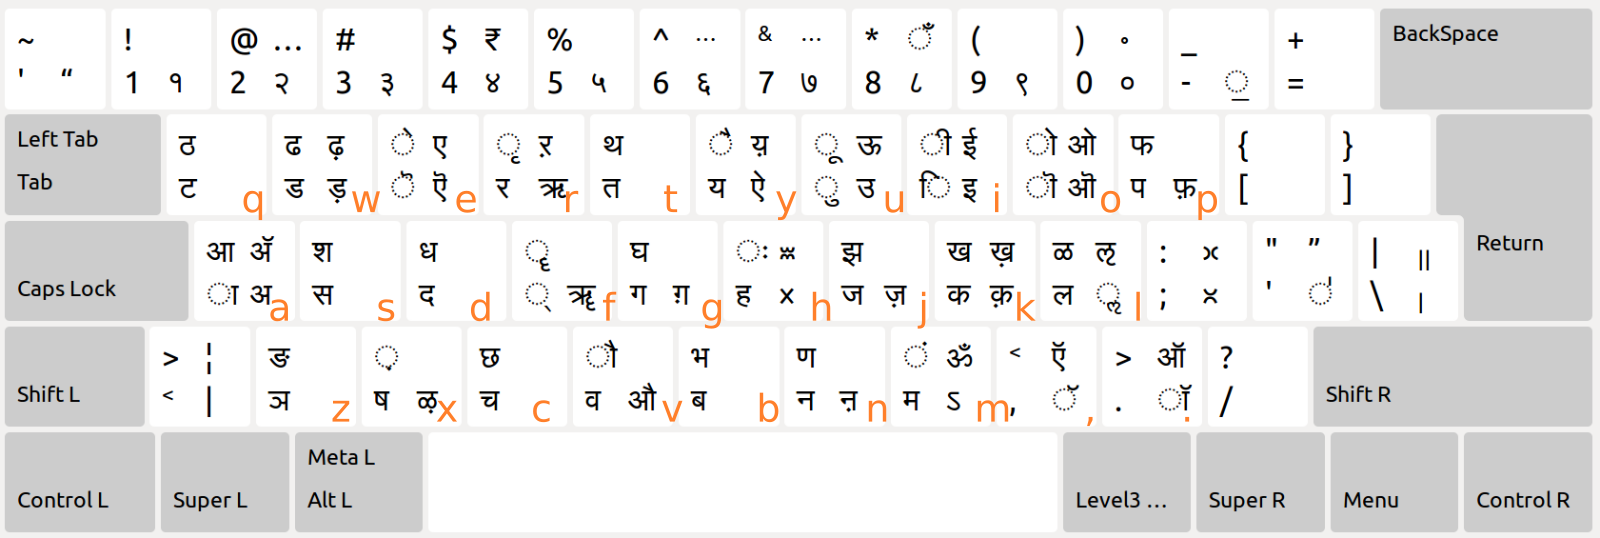 ~ ! @ … # $ ₹ % ^ … & … * ँ ( ) ॰ _ + BackSpace
' “ 1 १ 2 २ 3 ३ 4 ४ 5 ५ 6 ६ 7 ७ 8 ८ 9 ९ 0 ० - ॒ =
Left Tab ठ ढ ढ़ े ए ृ ऱ थ ै य़ ू ऊ ी ई ो ओ फ { }
Tab ट q ड ड़ w ॆ ऎ e र ऋ r त t य ऐ y ु उ u ि इ i ॊ ऒ o प फ़ p [ ]
आ ॲ श ध ॄ घ ः झ ख ख़ ळ ऌ : " ” | ॥ Return
Caps Lock ा अ a स s द d ् ॠ f ग ग़ g ह h ज ज़ j क क़ k ल ॢ l ; ' ॑ \ ।
> ¦ ङ ़ छ ौ भ ण ं ॐ < ऍ > ऑ ?
Shift L < | ञ z ष ऴ x च c व औ v ब b न ऩ n म ऽ m , ॅ , . ॉ . / Shift R
Meta L
Control L Super L Alt L Level3 … Super R Menu Control R